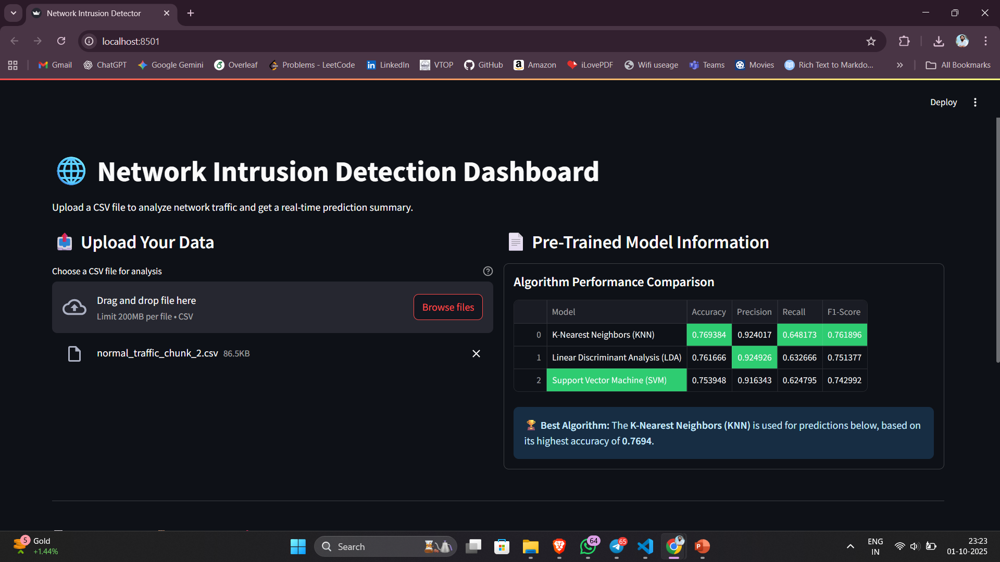 Network Intrusion Detector
localhost:8501
Gmail
ChatGPT
Google Gemini
Overleaf
Problems - LeetCode
LinkedIn
VTOP
GitHub
Amazon
iLovePDF
Wifi useage
Teams
Movies
Rich Text to Markdo...
All Bookmarks
Deploy
Network Intrusion Detection Dashboard
Upload a CSV file to analyze network traffic and get a real-time prediction summary.
Upload Your Data
Choose a CSV file for analysis
Drag and drop file here
Limit 200MB per file • CSV
Browse files
normal_traffic_chunk_2.csv 86.5KB
Pre-Trained Model Information
Algorithm Performance Comparison
Model Accuracy Precision Recall F1-Score
0 K-Nearest Neighbors (KNN) 0.769384 0.924017 0.648173 0.761896
1 Linear Discriminant Analysis (LDA) 0.761666 0.924926 0.632666 0.751377
2 Support Vector Machine (SVM) 0.753948 0.916343 0.624795 0.742992
Best Algorithm: The K-Nearest Neighbors (KNN) is used for predictions below, based on
its highest accuracy of 0.7694.
5
Gold
+1.44%
Search
64
65
ENG
IN
23:23
01-10-2025